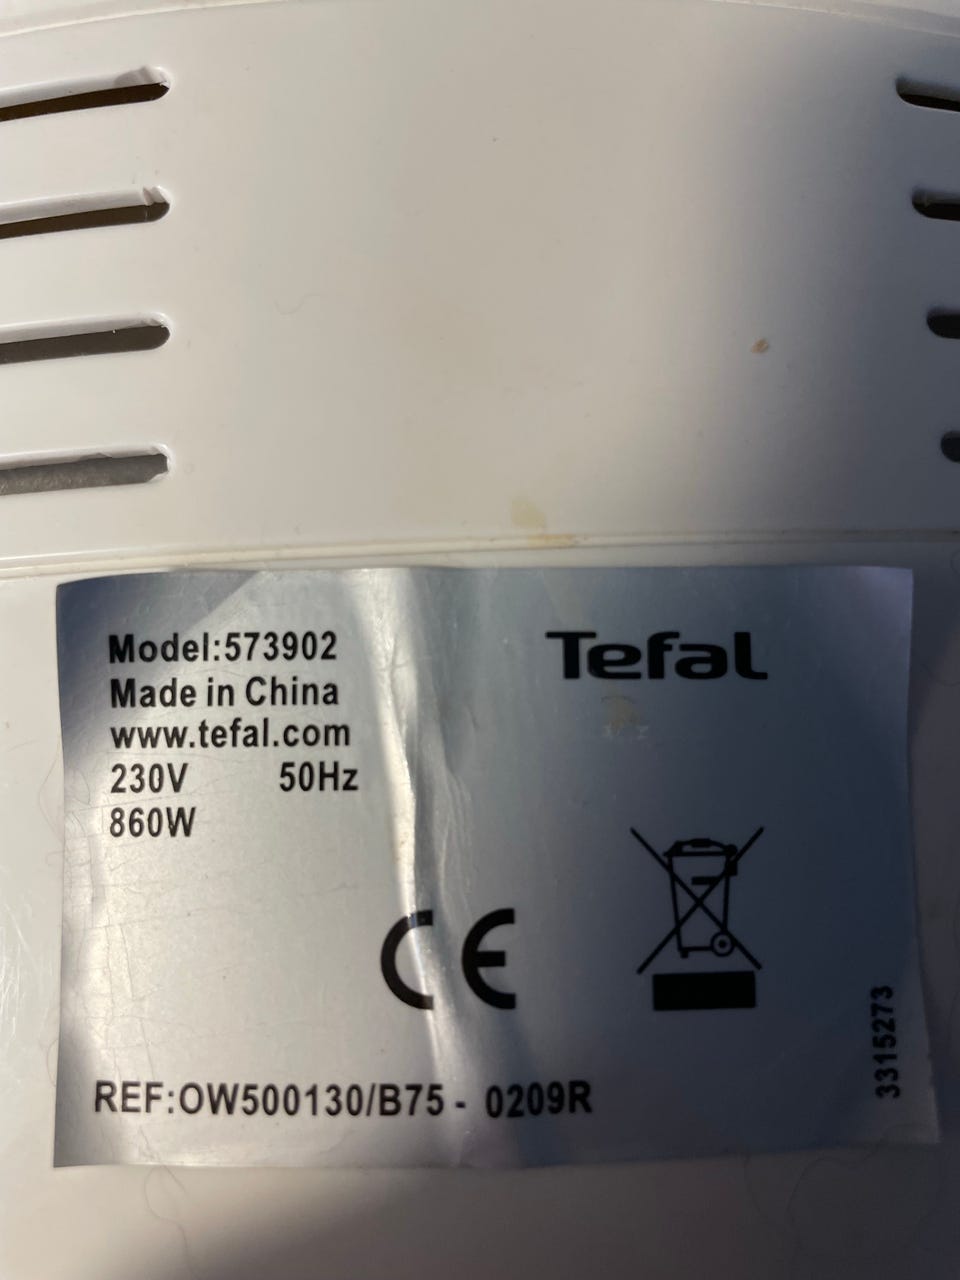 Model:573902
Tefal
Made in China
www.tefal.com
230V 50Hz
860W
CE
REF:OW500130/B75 - 0209R
3315273